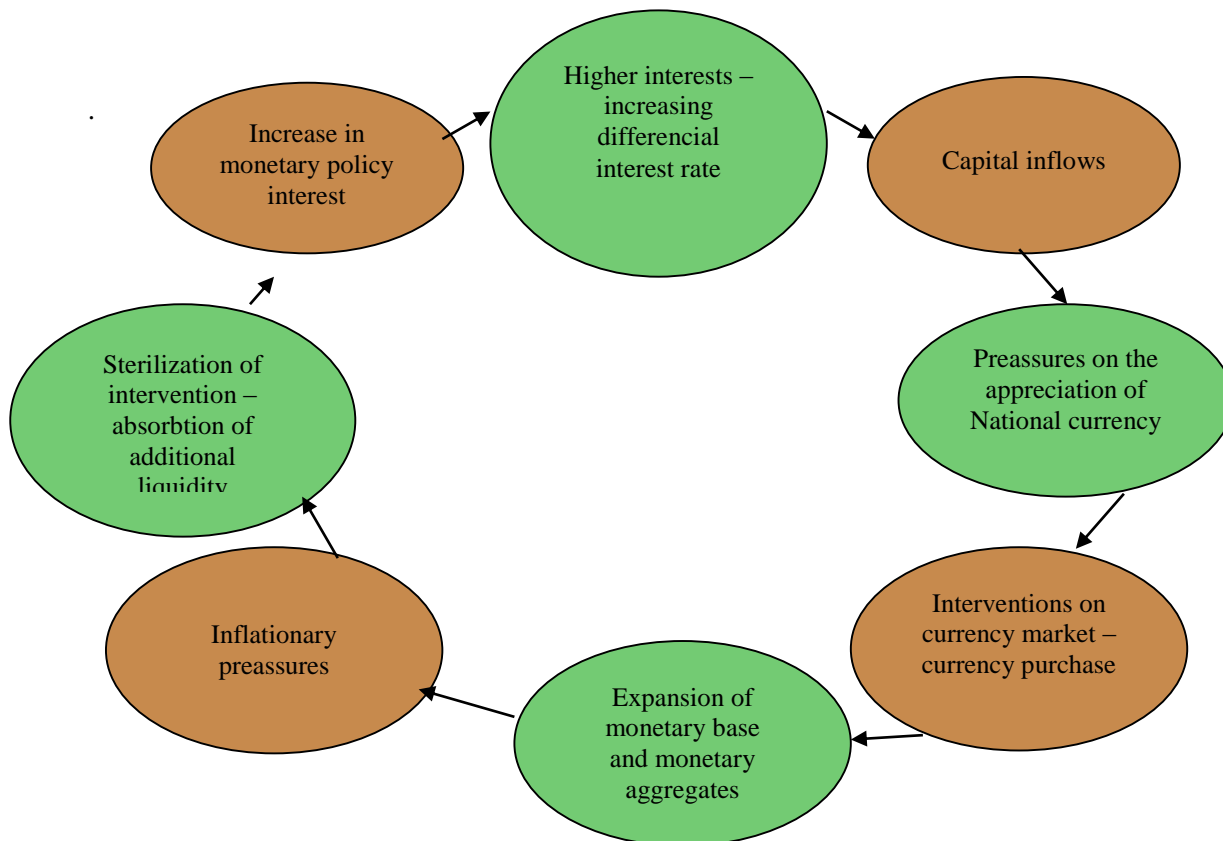 Increase in
monetary policy
interest
Higher interests –
increasing
differencial
interest rate
Capital inflows
Preassures on the
appreciation of
National currency
Interventions on
currency market –
currency purchase
Expansion of
monetary base
and monetary
aggregates
Inflationary
preassures
Sterilization of
intervention –
absorbtion of
additional
liquidity
.